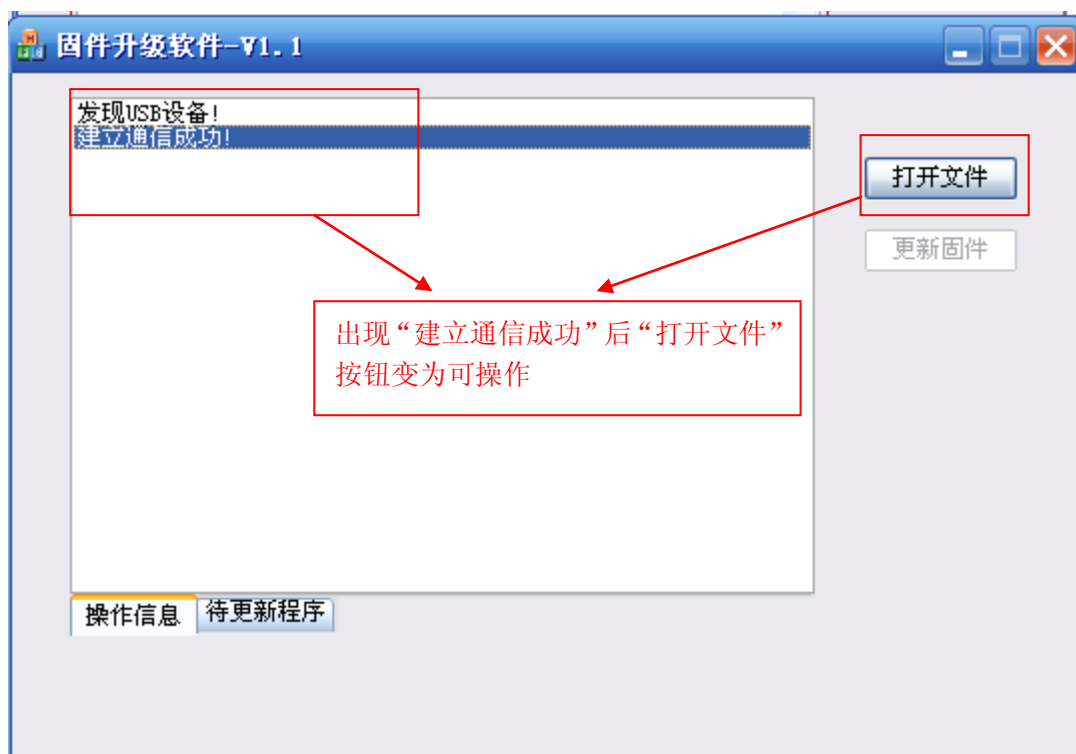 固件升级软件-V1.1
发现USB设备!
建立通信成功!
打开文件
更新固件
出现“建立通信成功”后“打开文件”
按钮变为可操作
操作信息
待更新程序